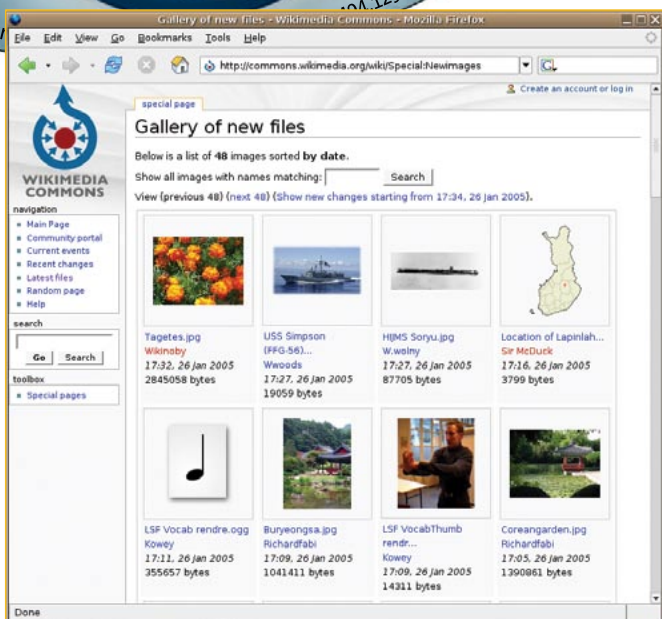 Gallery of new files - Wikimedia Commons - Mozilla Firefox
File Edit View Go Bookmarks Tools Help
http://commons.wikimedia.org/wiki/Special:Newimages
Create an account or log in
special page
Gallery of new files
Below is a list of 48 images sorted by date.
Show all images with names matching: Search
View (previous 48) (next 48) (Show new changes starting from 17:34, 26 Jan 2005).
WIKIMEDIA
COMMONS
navigation
Main Page
Community portal
Current events
Recent changes
Latest files
Random page
Help
search
Go Search
toolbox
Special pages
Tagetes.jpg
Wikinoby
17:32, 26 Jan 2005
2845058 bytes
USS Simpson
(FFG-56)...
Wwoods
17:27, 26 Jan 2005
19059 bytes
HIJMS Soryu.jpg
W.wolny
17:27, 26 Jan 2005
87705 bytes
Location of Lapinlah...
Sir McDuck
17:16, 26 Jan 2005
3799 bytes
LSF Vocab rendre.ogg
Kowey
17:11, 26 Jan 2005
355657 bytes
Buryeongsa.jpg
Richardfabi
17:09, 26 Jan 2005
1041411 bytes
LSF VocabThumb
rendr...
Kowey
17:09, 26 Jan 2005
14311 bytes
Coreangarden.jpg
Richardfabi
17:05, 26 Jan 2005
1390861 bytes
Done